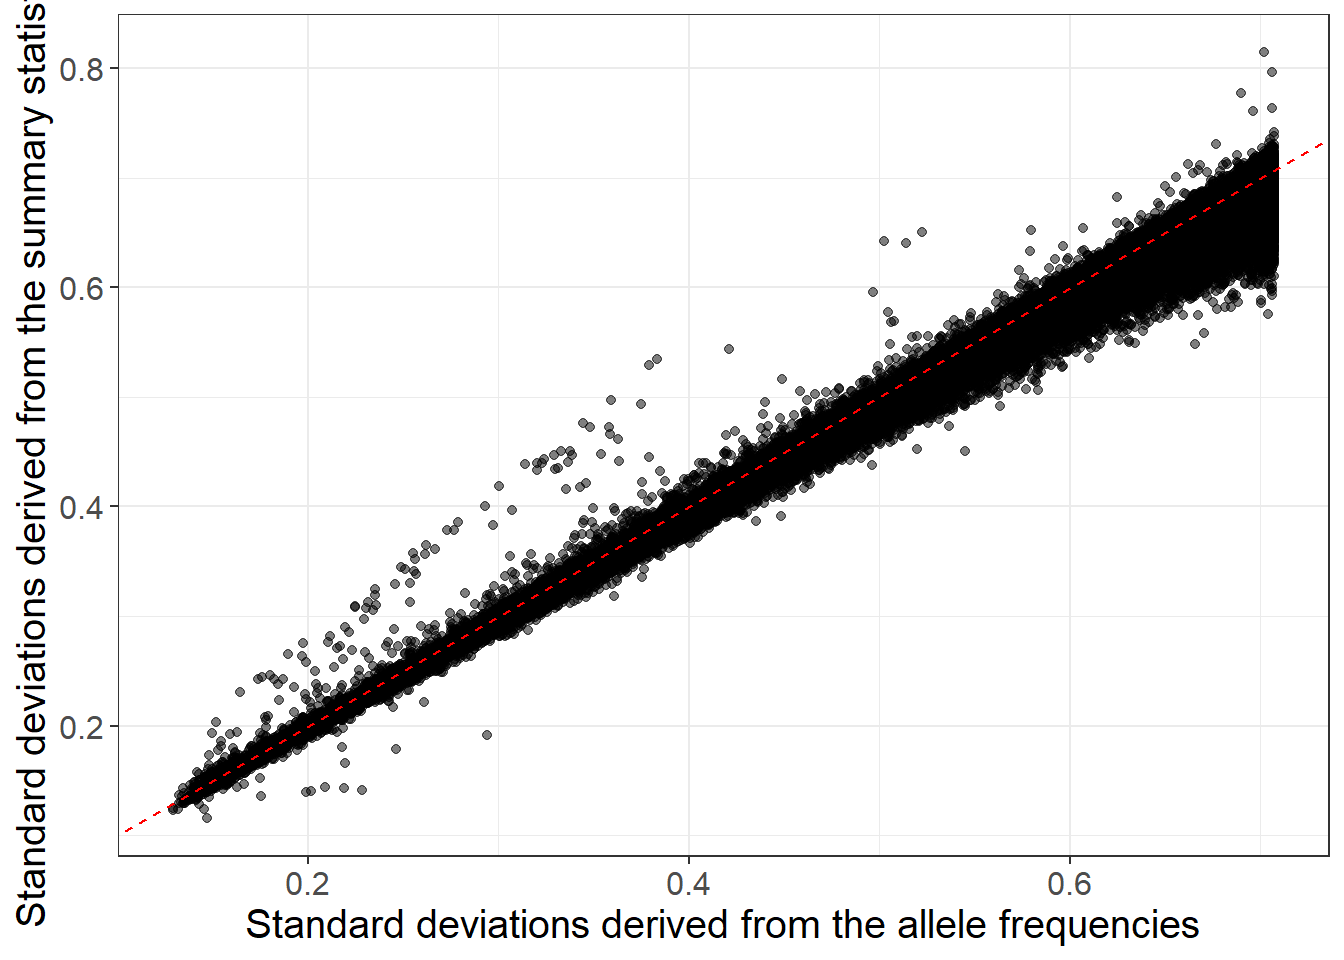 Standard deviations derived from the summary
0.8
0.6
0.4
0.2
0.2 0.4 0.6
Standard deviations derived from the allele frequencies